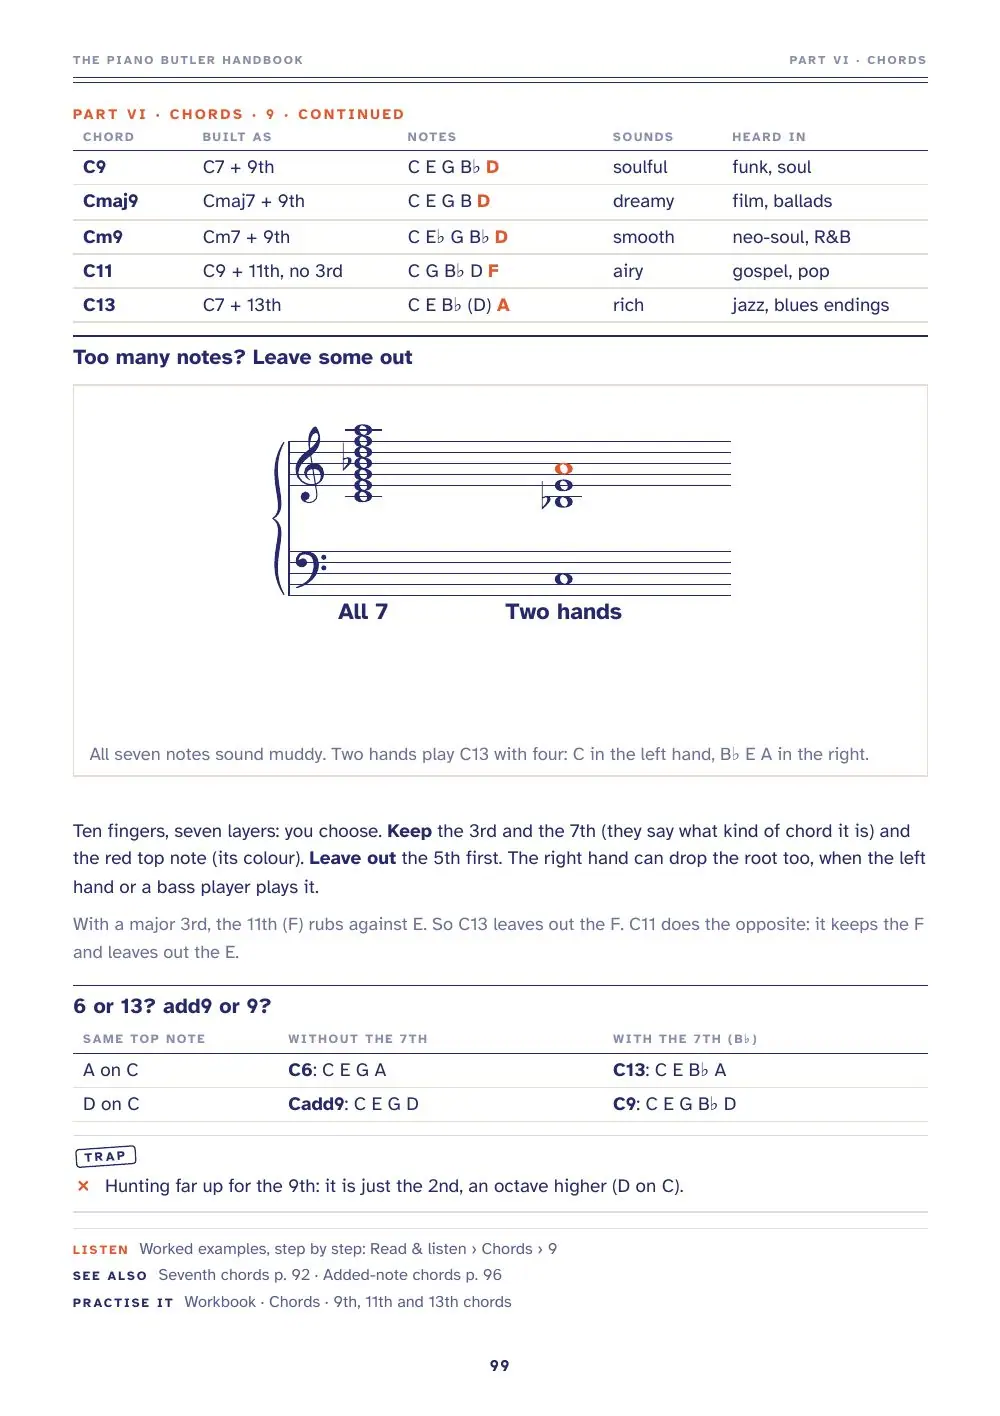 THE PIANO BUTLER HANDBOOK PART VI · CHORDS
PART VI · CHORDS · 9 · CONTINUED
CHORD BUILT AS NOTES SOUNDS HEARD IN
C9 C7 + 9th C E G B♭ D soulful funk, soul
Cmaj9 Cmaj7 + 9th C E G B D dreamy film, ballads
Cm9 Cm7 + 9th C E♭ G B♭ D smooth neo-soul, R&B
C11 C9 + 11th, no 3rd C G B♭ D F airy gospel, pop
C13 C7 + 13th C E B♭ (D) A rich jazz, blues endings
Too many notes? Leave some out
All 7 Two hands
All seven notes sound muddy. Two hands play C13 with four: C in the left hand, B♭ E A in the right.
Ten fingers, seven layers: you choose. Keep the 3rd and the 7th (they say what kind of chord it is) and
the red top note (its colour). Leave out the 5th first. The right hand can drop the root too, when the left
hand or a bass player plays it.
With a major 3rd, the 11th (F) rubs against E. So C13 leaves out the F. C11 does the opposite: it keeps the F
and leaves out the E.
6 or 13? add9 or 9?
SAME TOP NOTE WITHOUT THE 7TH WITH THE 7TH (B♭)
A on C C6: C E G A C13: C E B♭ A
D on C Cadd9: C E G D C9: C E G B♭ D
TRAP
× Hunting far up for the 9th: it is just the 2nd, an octave higher (D on C).
LISTEN Worked examples, step by step: Read & listen › Chords › 9
SEE ALSO Seventh chords p. 92 · Added-note chords p. 96
PRACTISE IT Workbook · Chords · 9th, 11th and 13th chords
99